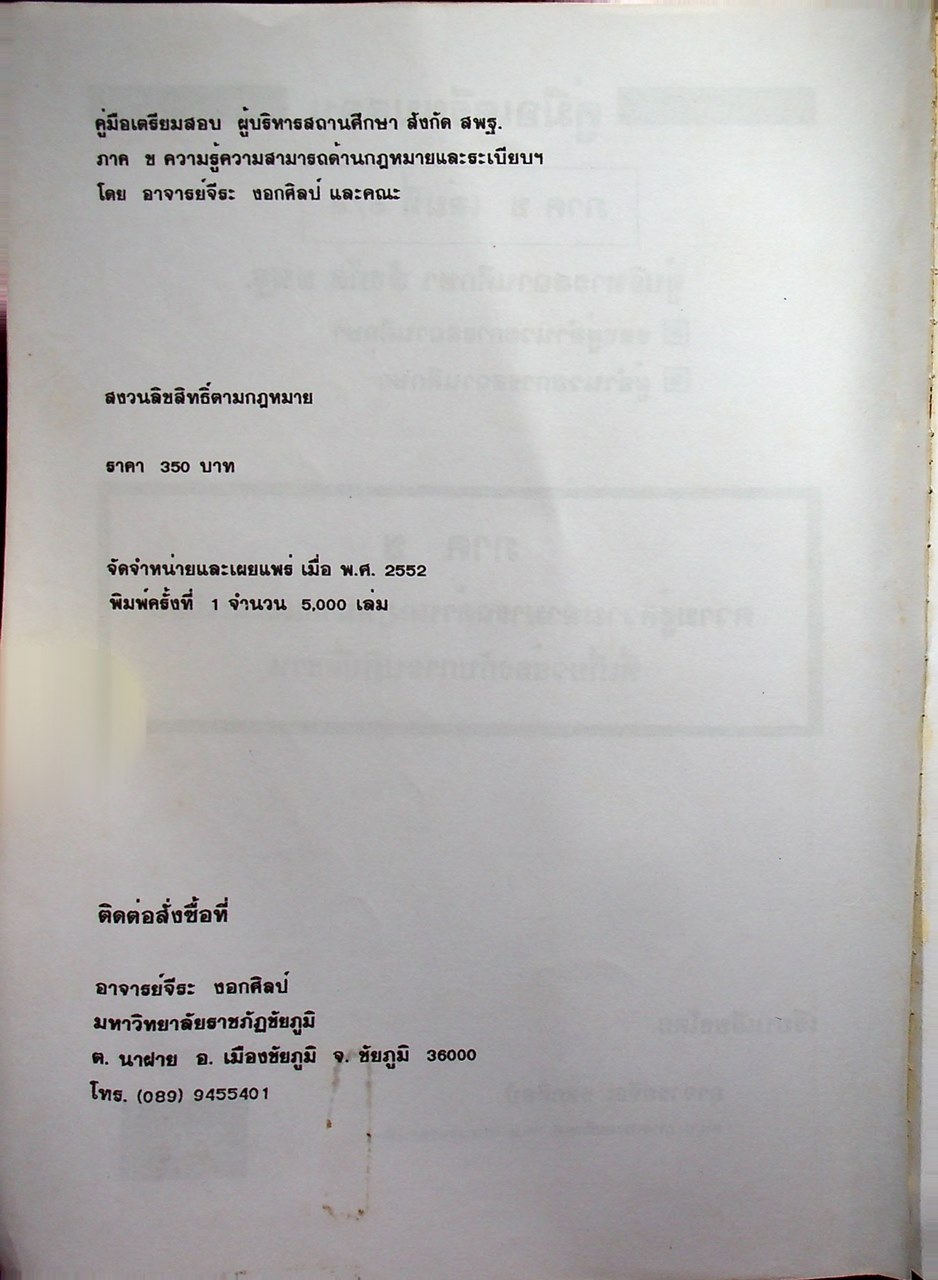 คู่มือเตรียมสอบ ผู้บริหารสถานศึกษา สังกัด สพฐ.
ภาค ข ความรู้ความสามารถด้านกฎหมายและระเบียบฯ
โดย อาจารย์จีระ งอกศิลป์ และคณะ
สงวนลิขสิทธิ์ตามกฎหมาย
ราคา 350 บาท
จัดจำหน่ายและเผยแพร่ เมื่อ พ.ศ. 2552
พิมพ์ครั้งที่ 1 จำนวน 5,000 เล่ม
ติดต่อสั่งซื้อที่
อาจารย์จีระ งอกศิลป์
มหาวิทยาลัยราชภัฏชัยภูมิ
ต. นาฝาย อ. เมืองชัยภูมิ จ. ชัยภูมิ 36000
โทร. (089) 9455401